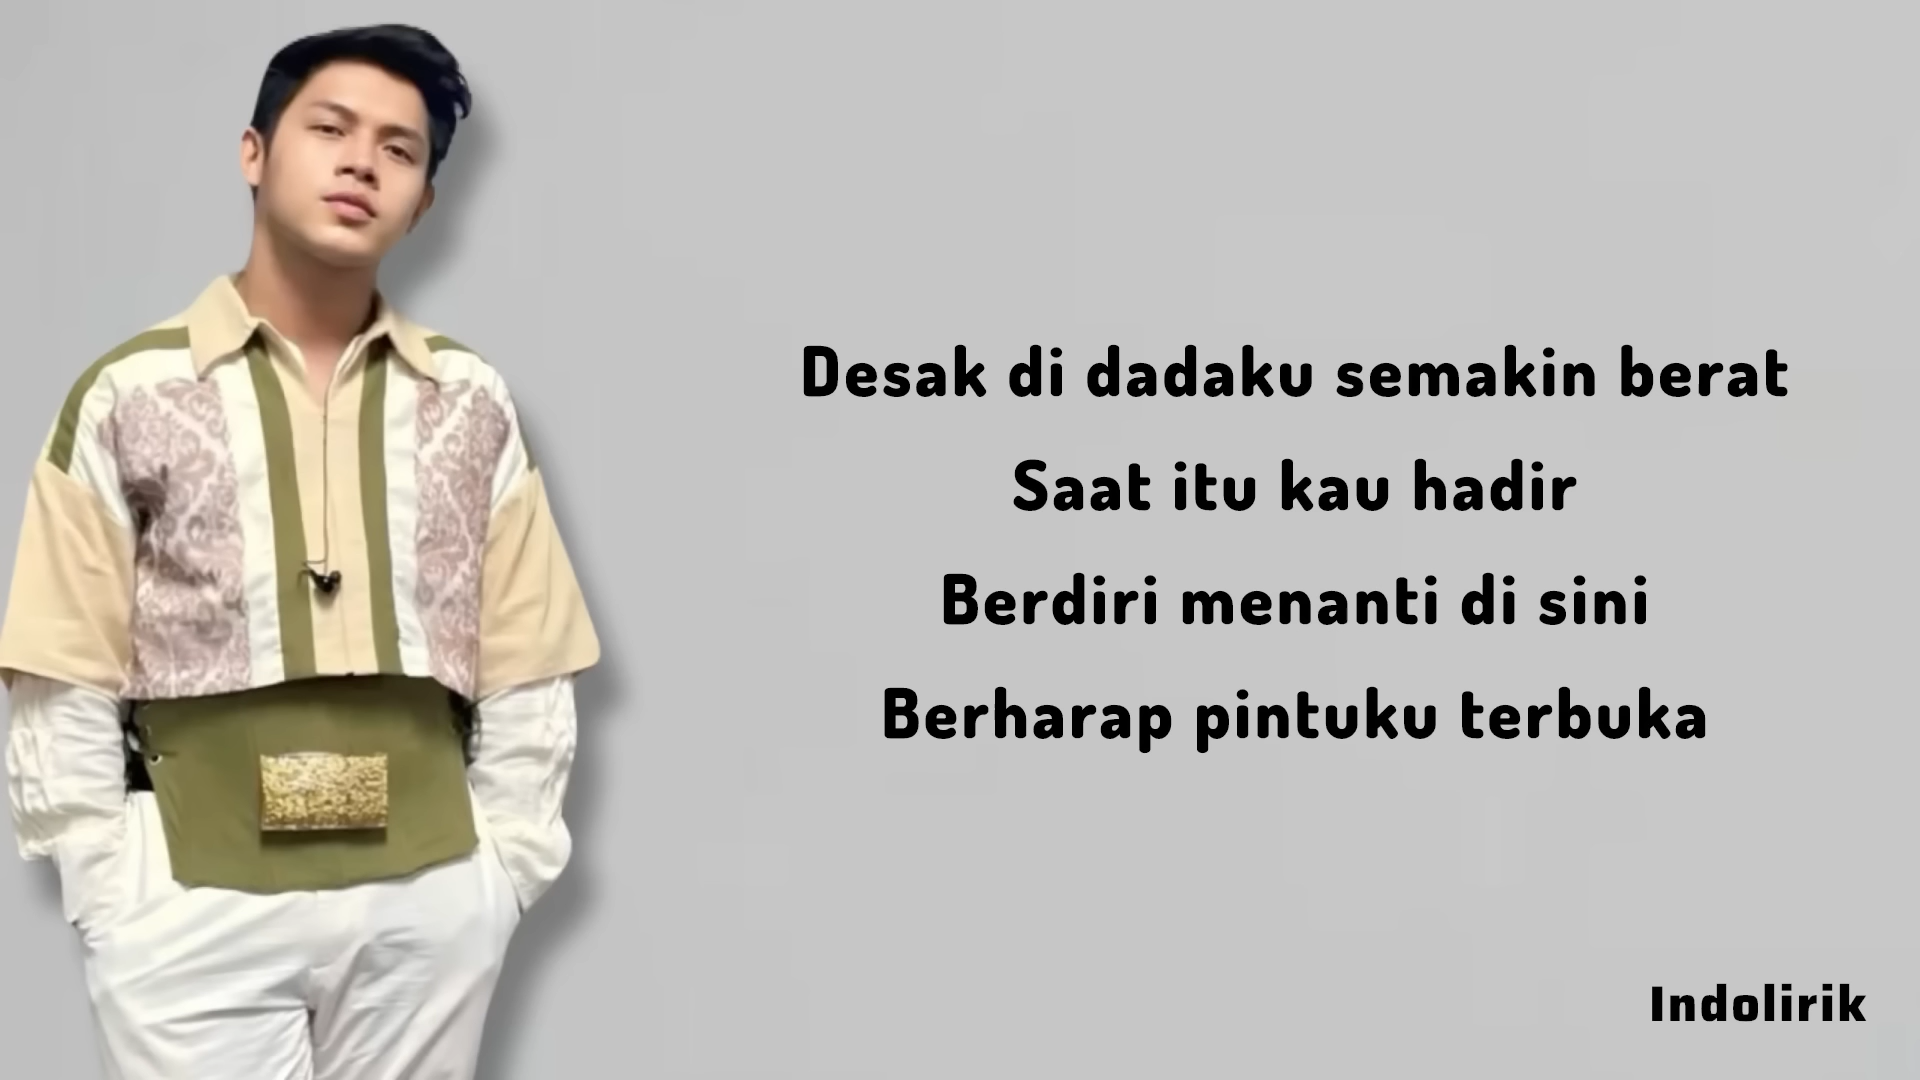 Desak di dadaku semakin berat
Saat itu kau hadir
Berdiri menanti di sini
Berharap pintuku terbuka
Indolirik